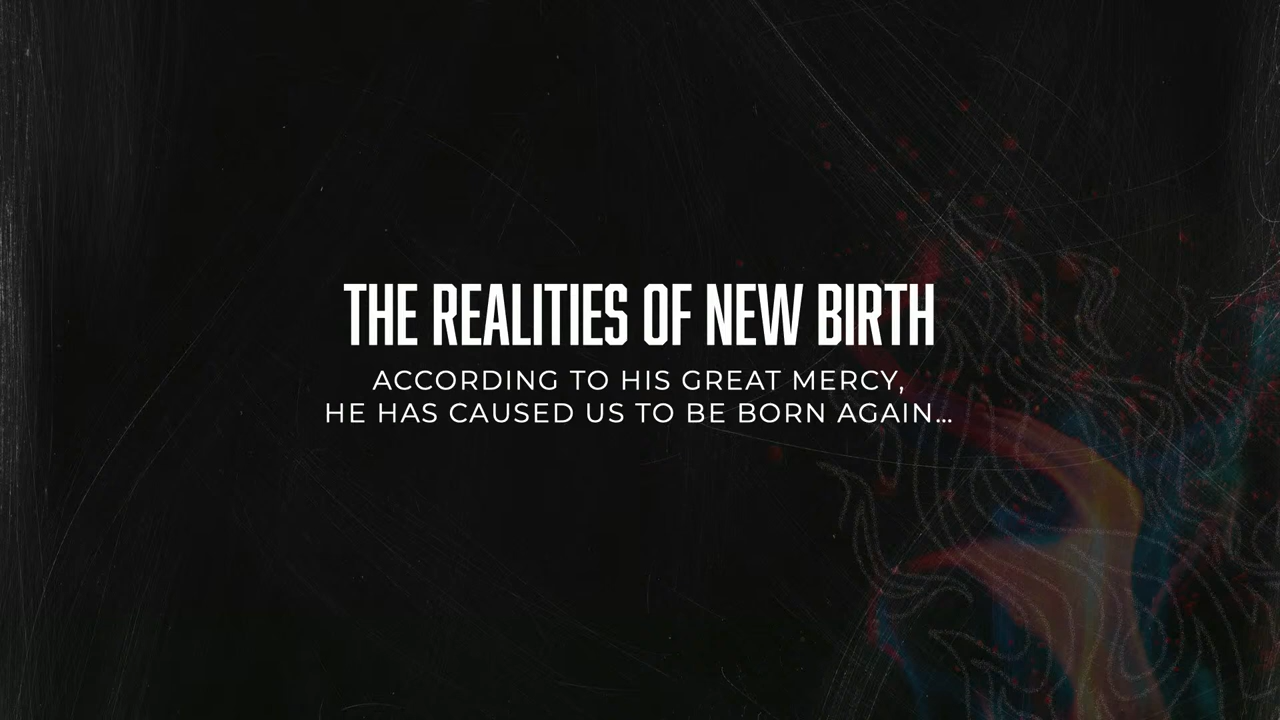 THE REALITIES OF NEW BIRTH
ACCORDING TO HIS GREAT MERCY,
HE HAS CAUSED US TO BE BORN AGAIN…